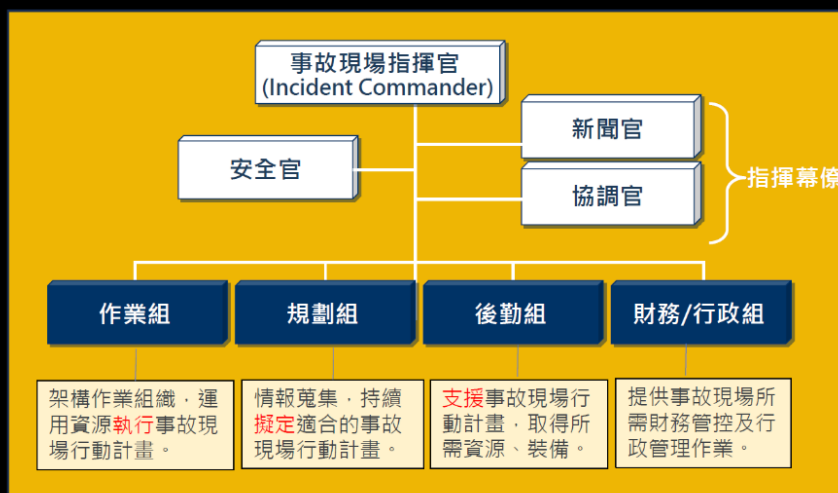 事故現場指揮官
(Incident Commander)
新聞官
安全官
協調官
指揮幕僚
作業組
規劃組
後勤組
財務/行政組
架構作業組織，運
用資源執行事故現
場行動計畫。
情報蒐集，持續
擬定適合的事故
現場行動計畫。
支援事故現場行
動計畫，取得所
需資源、裝備。
提供事故現場所
需財務管控及行
政管理作業。